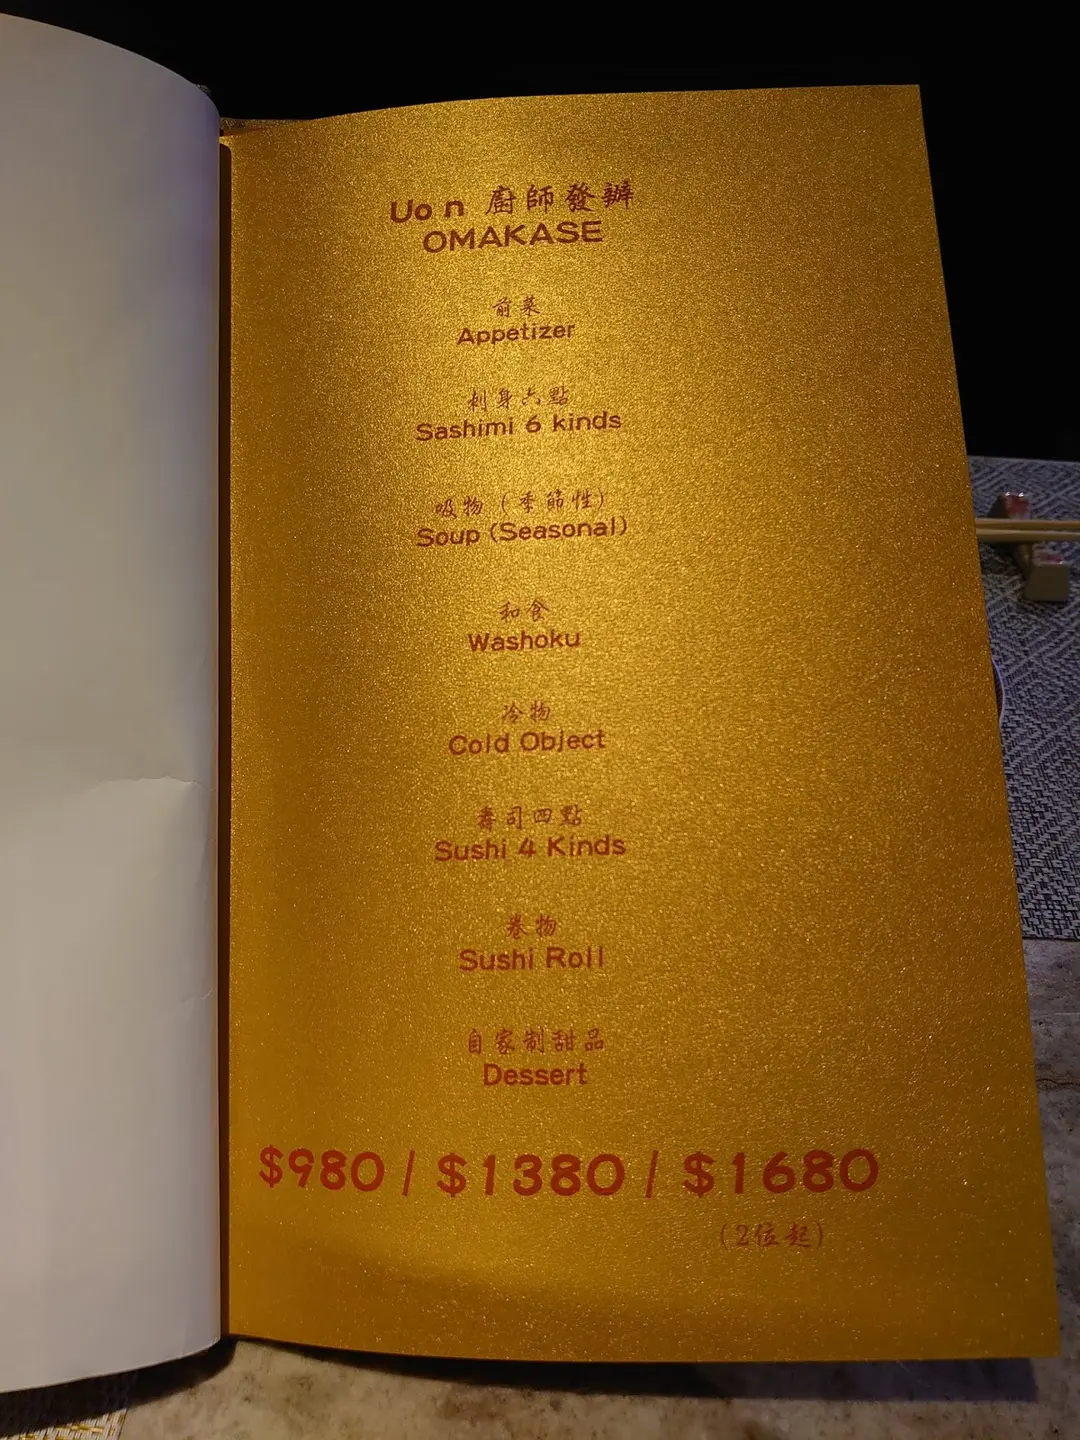 Uo n 廚師發辦
OMAKASE
前菜
Appetizer
刺身六點
Sashimi 6 kinds
吸物（季節性）
Soup (Seasonal)
和食
Washoku
冷物
Cold Object
壽司四點
Sushi 4 Kinds
卷物
Sushi Roll
自家制甜品
Dessert
$980 / $1380 / $1680
（2位起）